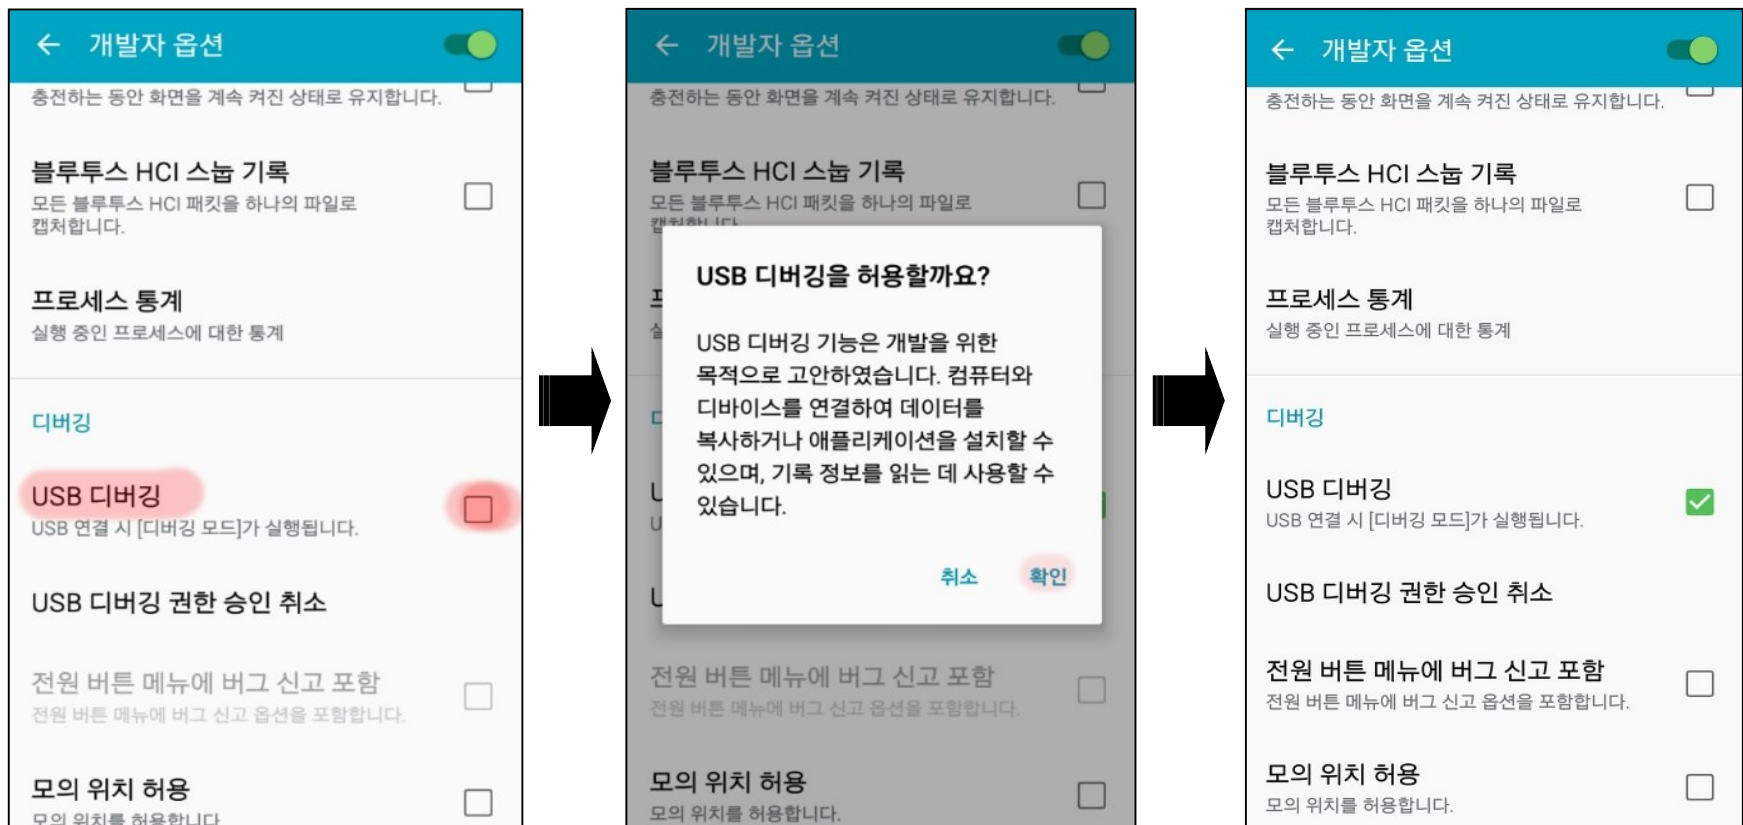 개발자 옵션
충전하는 동안 화면을 계속 켜진 상태로 유지합니다.
블루투스 HCI 스눕 기록
모든 블루투스 HCI 패킷을 하나의 파일로
캡처합니다.
프로세스 통계
실행 중인 프로세스에 대한 통계
디버깅
USB 디버깅
USB 연결 시 [디버깅 모드]가 실행됩니다.
USB 디버깅 권한 승인 취소
전원 버튼 메뉴에 버그 신고 포함
전원 버튼 메뉴에 버그 신고 옵션을 포함합니다.
모의 위치 허용
모의 위치를 허용합니다
개발자 옵션
충전하는 동안 화면을 계속 켜진 상태로 유지합니다.
블루투스 HCI 스눕 기록
모든 블루투스 HCI 패킷을 하나의 파일로
캡처합니다
USB 디버깅을 허용할까요?
USB 디버깅 기능은 개발을 위한
목적으로 고안하였습니다. 컴퓨터와
디바이스를 연결하여 데이터를
복사하거나 애플리케이션을 설치할 수
있으며, 기록 정보를 읽는 데 사용할 수
있습니다.
취소 확인
전원 버튼 메뉴에 버그 신고 포함
전원 버튼 메뉴에 버그 신고 옵션을 포함합니다.
모의 위치 허용
모의 위치를 허용합니다.
개발자 옵션
충전하는 동안 화면을 계속 켜진 상태로 유지합니다.
블루투스 HCI 스눕 기록
모든 블루투스 HCI 패킷을 하나의 파일로
캡처합니다.
프로세스 통계
실행 중인 프로세스에 대한 통계
디버깅
USB 디버깅
USB 연결 시 [디버깅 모드]가 실행됩니다.
USB 디버깅 권한 승인 취소
전원 버튼 메뉴에 버그 신고 포함
전원 버튼 메뉴에 버그 신고 옵션을 포함합니다.
모의 위치 허용
모의 위치를 허용합니다.